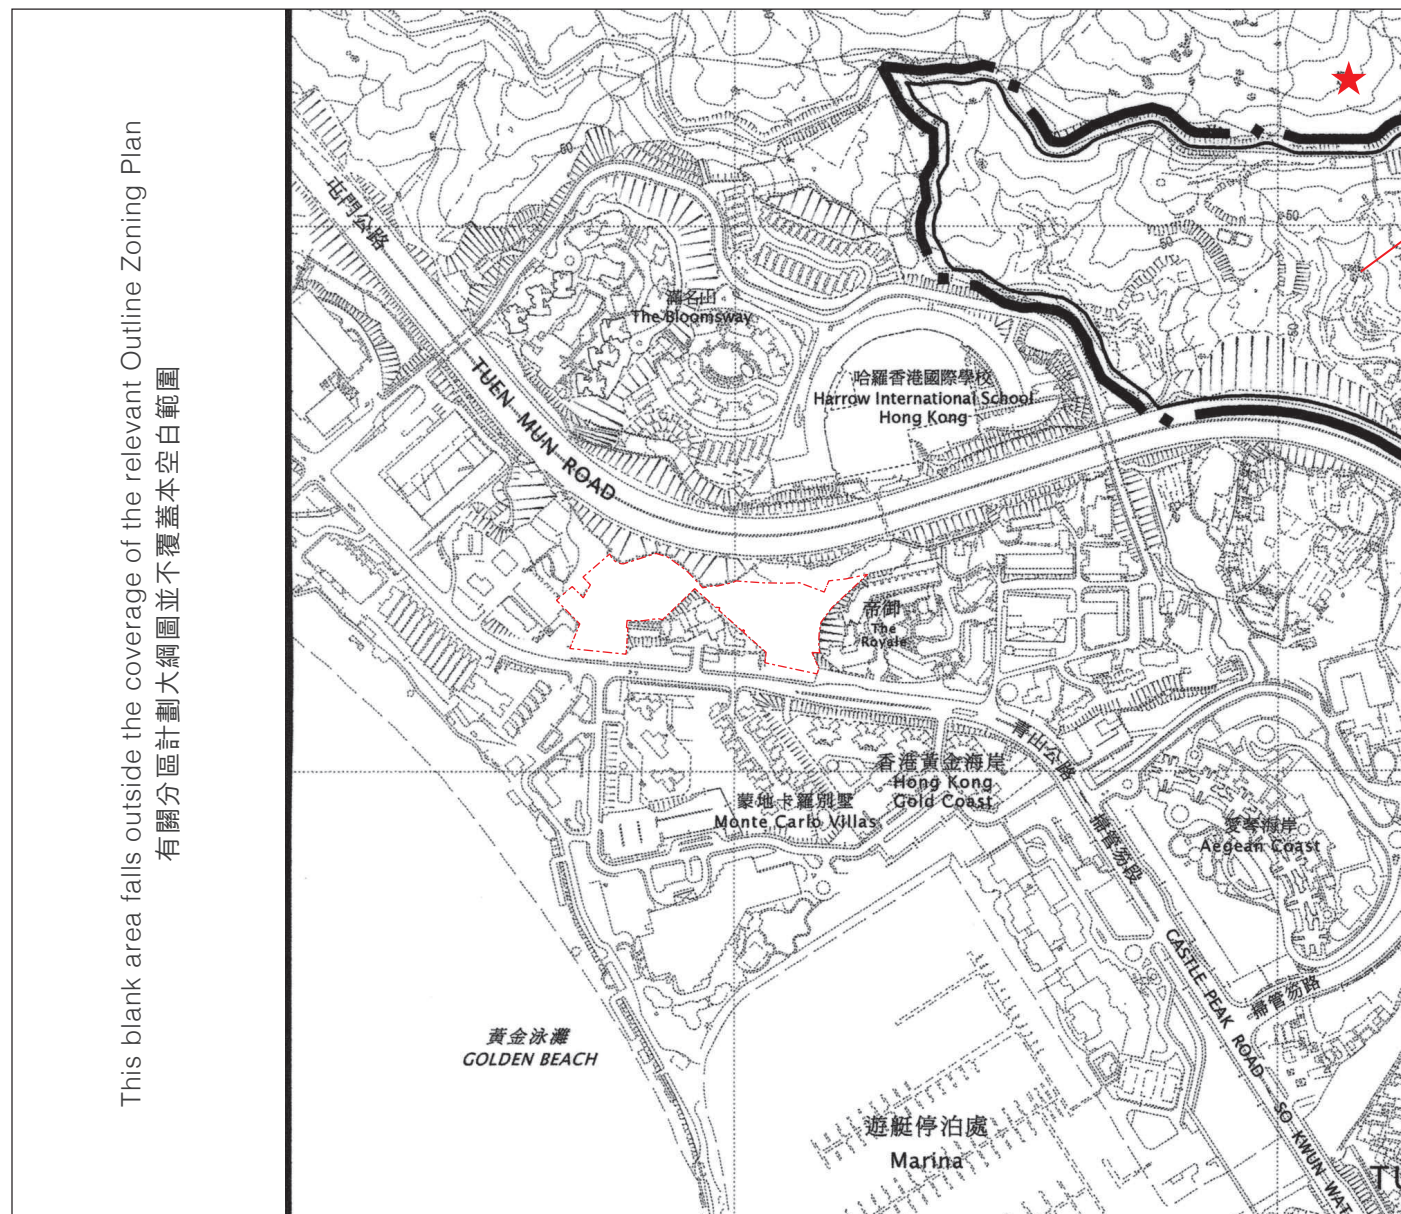 This blank area falls outside the coverage of the relevant Outline Zoning Plan
有關分區計劃大綱圖並不覆蓋本空白範圍
50
屯門公路
50
50
50
滿名山
The Bloomsway
哈羅香港國際學校
Harrow International School
Hong Kong
TUEN MUN ROAD
帝御
The
Royale
青山公路
香港黃金海岸
Hong Kong
Gold Coast
蒙地卡羅別墅
Monte Carlo Villas
掃管笏段
愛琴海岸
Aegean Coast
CASTLE PEAK ROAD - SO KWUN WAT
掃管笏路
黃金泳灘
GOLDEN BEACH
遊艇停泊處
Marina
TU